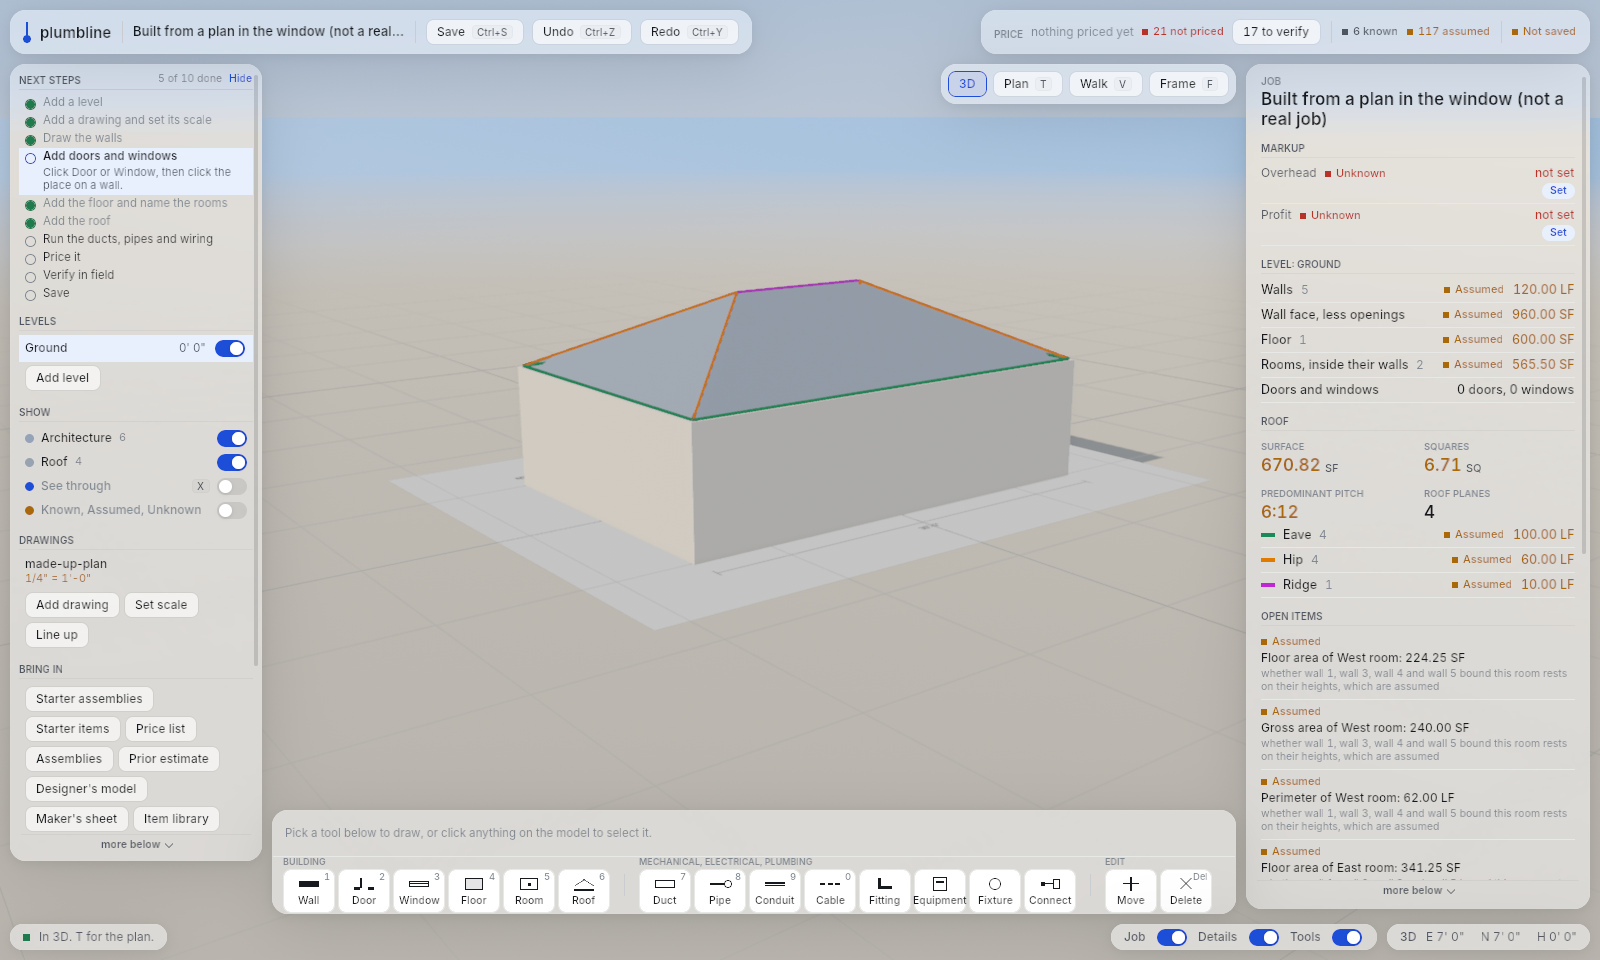 plumbline
Built from a plan in the window (not a real...
Save Ctrl+S
Undo Ctrl+Z
Redo Ctrl+Y
PRICE nothing priced yet 21 not priced
17 to verify
6 known 117 assumed
Not saved
NEXT STEPS 5 of 10 done Hide
Add a level
Add a drawing and set its scale
Draw the walls
Add doors and windows
Click Door or Window, then click the
place on a wall.
Add the floor and name the rooms
Add the roof
Run the ducts, pipes and wiring
Price it
Verify in field
Save
LEVELS
Ground 0' 0"
Add level
SHOW
Architecture 6
Roof 4
See through X
Known, Assumed, Unknown
DRAWINGS
made-up-plan
1/4" = 1'-0"
Add drawing Set scale
Line up
BRING IN
Starter assemblies
Starter items Price list
Assemblies Prior estimate
Designer's model
Maker's sheet Item library
more below
3D
Plan T
Walk V
Frame F
JOB
Built from a plan in the window (not a
real job)
MARKUP
Overhead Unknown not set
Set
Profit Unknown not set
Set
LEVEL: GROUND
Walls 5 Assumed 120.00 LF
Wall face, less openings Assumed 960.00 SF
Floor 1 Assumed 600.00 SF
Rooms, inside their walls 2 Assumed 565.50 SF
Doors and windows 0 doors, 0 windows
ROOF
SURFACE SQUARES
670.82 SF 6.71 SQ
PREDOMINANT PITCH ROOF PLANES
6:12 4
Eave 4 Assumed 100.00 LF
Hip 4 Assumed 60.00 LF
Ridge 1 Assumed 10.00 LF
OPEN ITEMS
Assumed
Floor area of West room: 224.25 SF
whether wall 1, wall 3, wall 4 and wall 5 bound this room rests
on their heights, which are assumed
Assumed
Gross area of West room: 240.00 SF
whether wall 1, wall 3, wall 4 and wall 5 bound this room rests
on their heights, which are assumed
Assumed
Perimeter of West room: 62.00 LF
whether wall 1, wall 3, wall 4 and wall 5 bound this room rests
on their heights, which are assumed
Assumed
Floor area of East room: 341.25 SF
more below
Pick a tool below to draw, or click anything on the model to select it.
BUILDING
1 2 3 4 5 6
Wall Door Window Floor Room Roof
MECHANICAL, ELECTRICAL, PLUMBING
7 8 9 0
Duct Pipe Conduit Cable Fitting Equipment Fixture Connect
EDIT
Del
Move Delete
In 3D. T for the plan.
Job Details Tools
3D E 7' 0" N 7' 0" H 0' 0"